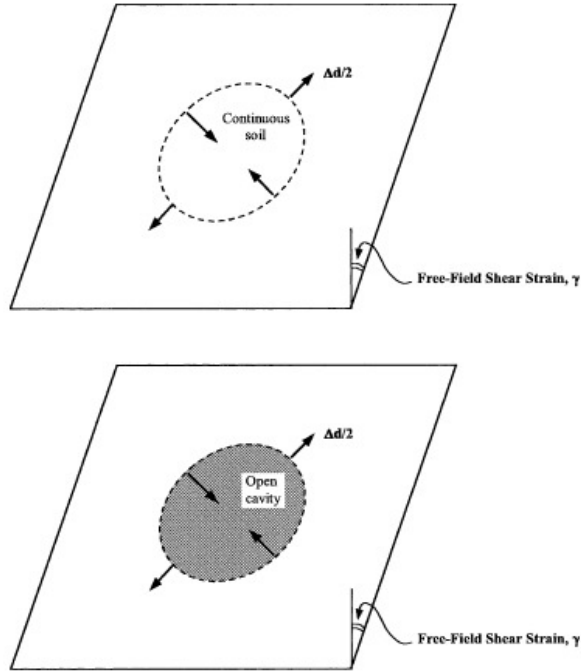 Δd/2
Continuous
soil
Free-Field Shear Strain, γ
Δd/2
Open
cavity
Free-Field Shear Strain, γ